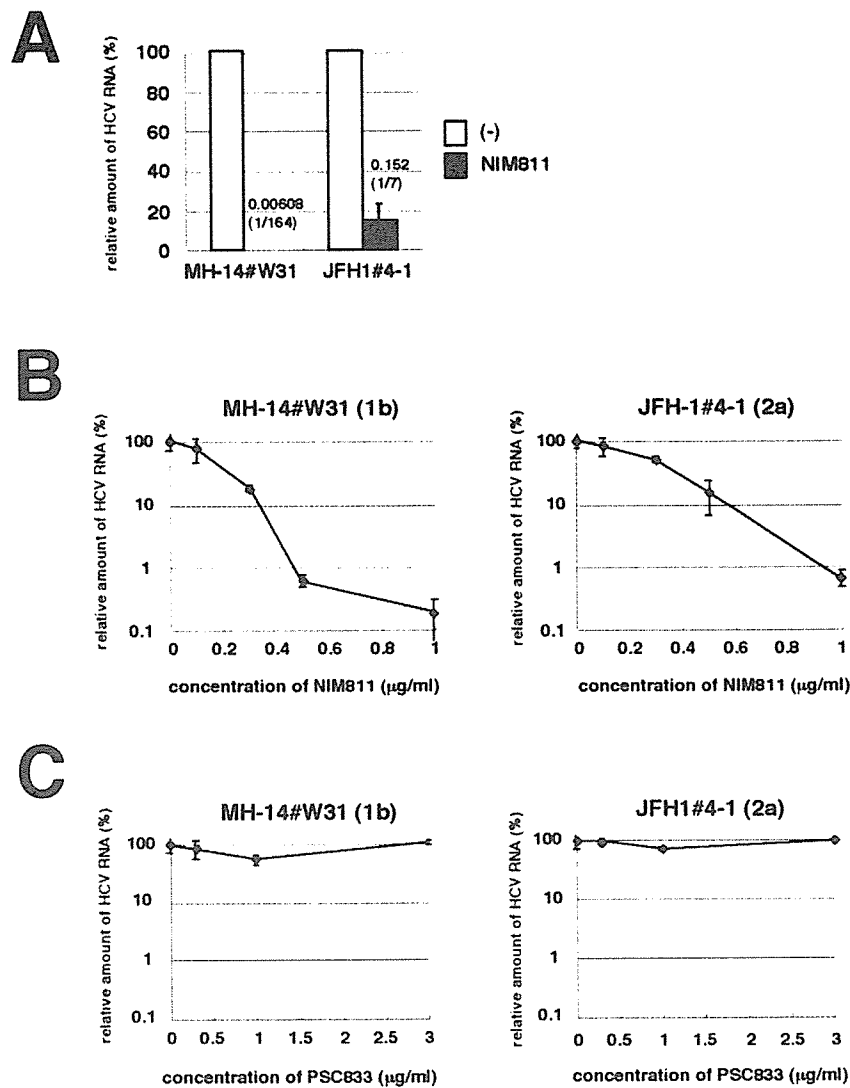 A
relative amount of HCV RNA (%)
100
80
60
40
20
0
0.00608
(1/164)
0.152
(1/7)
MH-14#W31
JFH1#4-1
(-)
NIM811
B
MH-14#W31 (1b)
relative amount of HCV RNA (%)
100
10
1
0.1
0 0.2 0.4 0.6 0.8 1
concentration of NIM811 (µg/ml)
JFH-1#4-1 (2a)
relative amount of HCV RNA (%)
100
10
1
0.1
0 0.2 0.4 0.6 0.8 1
concentration of NIM811 (µg/ml)
C
MH-14#W31 (1b)
relative amount of HCV RNA (%)
100
10
1
0.1
0 0.5 1 1.5 2 2.5 3
concentration of PSC833 (µg/ml)
JFH1#4-1 (2a)
relative amount of HCV RNA (%)
100
10
1
0.1
0 0.5 1 1.5 2 2.5 3
concentration of PSC833 (µg/ml)